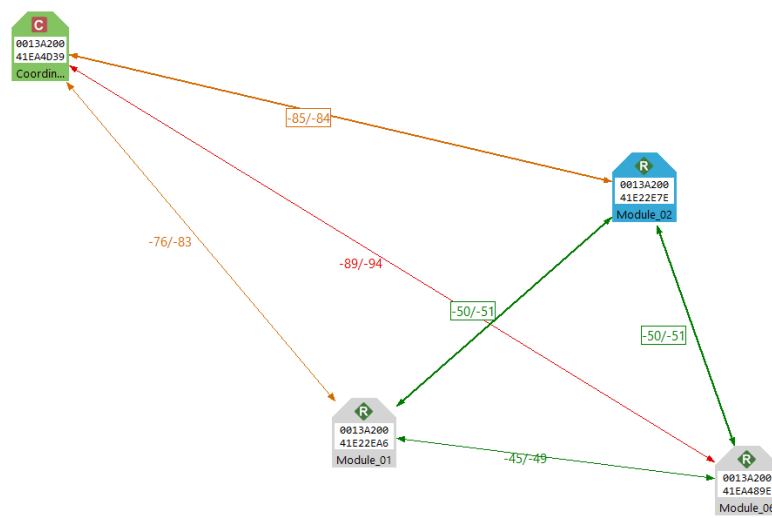 C
0013A200
41EA4D39
Coordin...
-85/-84
R
0013A200
41E22E7E
Module_02
-76/-83
-89/-94
-50/-51
-50/-51
R
0013A200
41E22EA6
Module_01
-45/-49
R
0013A200
41EA489E
Module_06